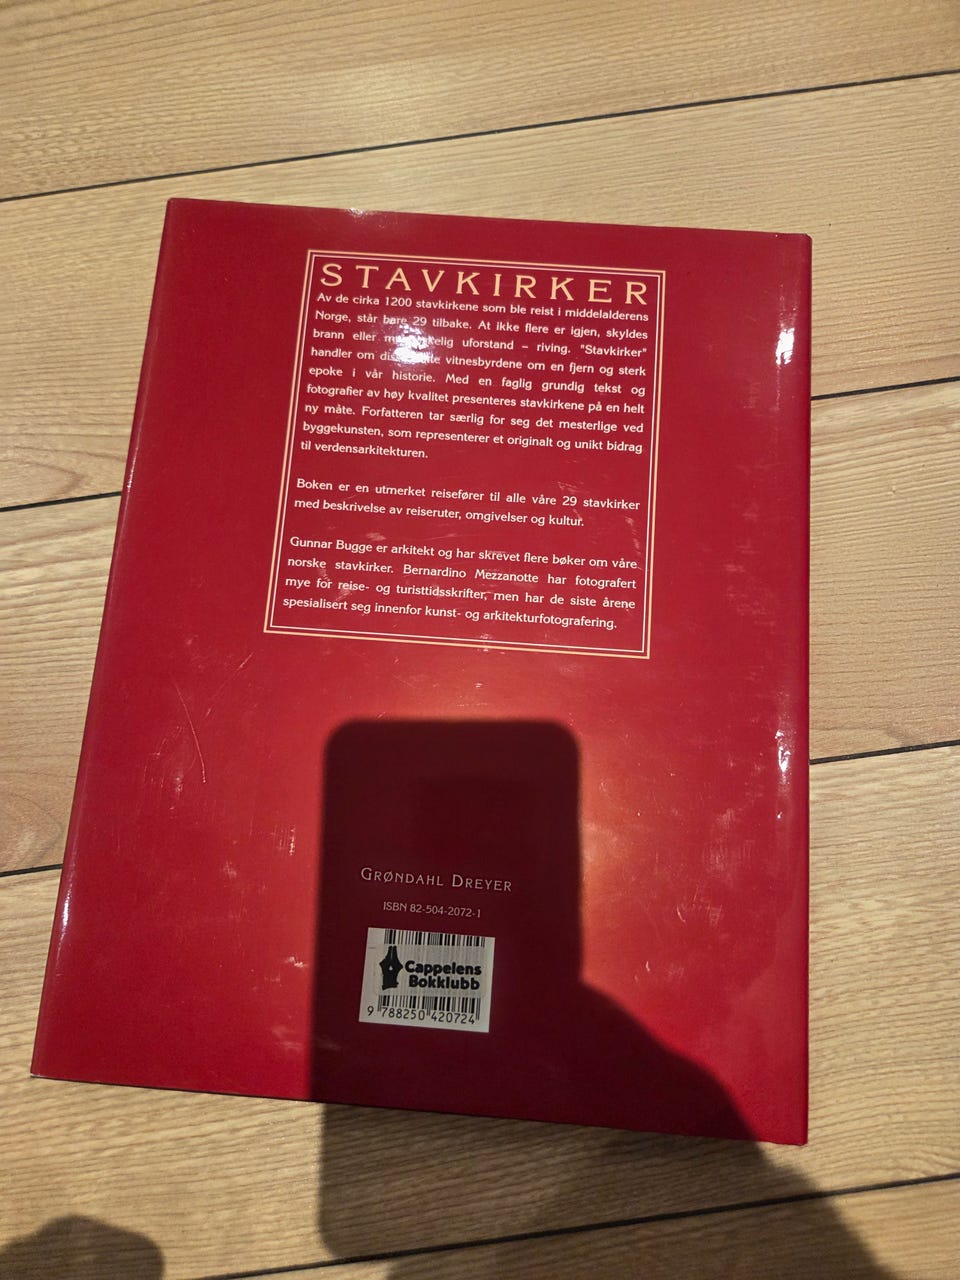 STAVKIRKER
Av de cirka 1200 stavkirkene som ble reist i middelalderens
Norge, står bare 29 tilbake. At ikke flere er igjen, skyldes
brann eller uforstand – riving. "Stavkirker"
handler om vitnesbyrdene om en fjern og sterk
epoke i vår historie. Med en faglig grundig tekst og
fotografier av høy kvalitet presenteres stavkirkene på en helt
ny måte. Forfatteren tar særlig for seg det mesterlige ved
byggekunsten, som representerer et originalt og unikt bidrag
til verdensarkitekturen.
Boken er en utmerket reisefører til alle våre 29 stavkirker
med beskrivelse av reiseruter, omgivelser og kultur.
Gunnar Bugge er arkitekt og har skrevet flere bøker om våre
norske stavkirker. Bernardino Mezzanotte har fotografert
mye for reise- og turisttidsskrifter, men har de siste årene
spesialisert seg innenfor kunst- og arkitekturfotografering.
GRØNDAHL DREYER
ISBN 82-504-2072-1
Cappelens
Bokklubb
9 788250 420724